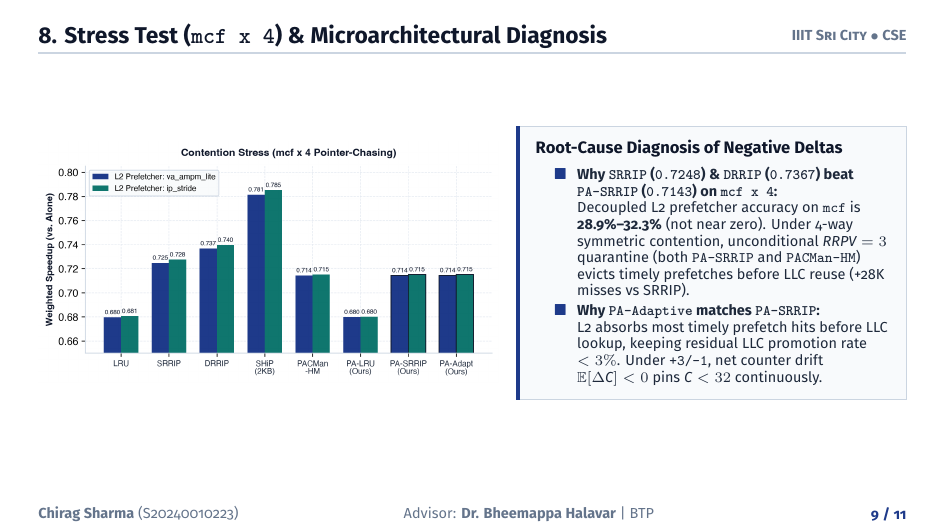 8. Stress Test (mcf x 4) & Microarchitectural Diagnosis
IIIT Sri City • CSE
Contention Stress (mcf x 4 Pointer-Chasing)
Weighted Speedup (vs. Alone)
0.80
0.78
0.76
0.74
0.72
0.70
0.68
0.66
L2 Prefetcher: va_ampm_lite
L2 Prefetcher: ip_stride
0.680 0.681
0.725 0.728
0.737 0.740
0.781 0.785
0.714 0.715
0.680 0.680
0.714 0.715
0.714 0.715
LRU
SRRIP
DRRIP
SHiP
(2KB)
PACMan
-HM
PA-LRU
(Ours)
PA-SRRIP
(Ours)
PA-Adapt
(Ours)
Root-Cause Diagnosis of Negative Deltas
Why SRRIP (0.7248) & DRRIP (0.7367) beat
PA-SRRIP (0.7143) on mcf x 4:
Decoupled L2 prefetcher accuracy on mcf is
28.9%–32.3% (not near zero). Under 4-way
symmetric contention, unconditional RRPV = 3
quarantine (both PA-SRRIP and PACMan-HM)
evicts timely prefetches before LLC reuse (+28K
misses vs SRRIP).
Why PA-Adaptive matches PA-SRRIP:
L2 absorbs most timely prefetch hits before LLC
lookup, keeping residual LLC promotion rate
< 3%. Under +3/−1, net counter drift
𝔼[ΔC] < 0 pins C < 32 continuously.
Chirag Sharma (S20240010223)
Advisor: Dr. Bheemappa Halavar | BTP
9 / 11